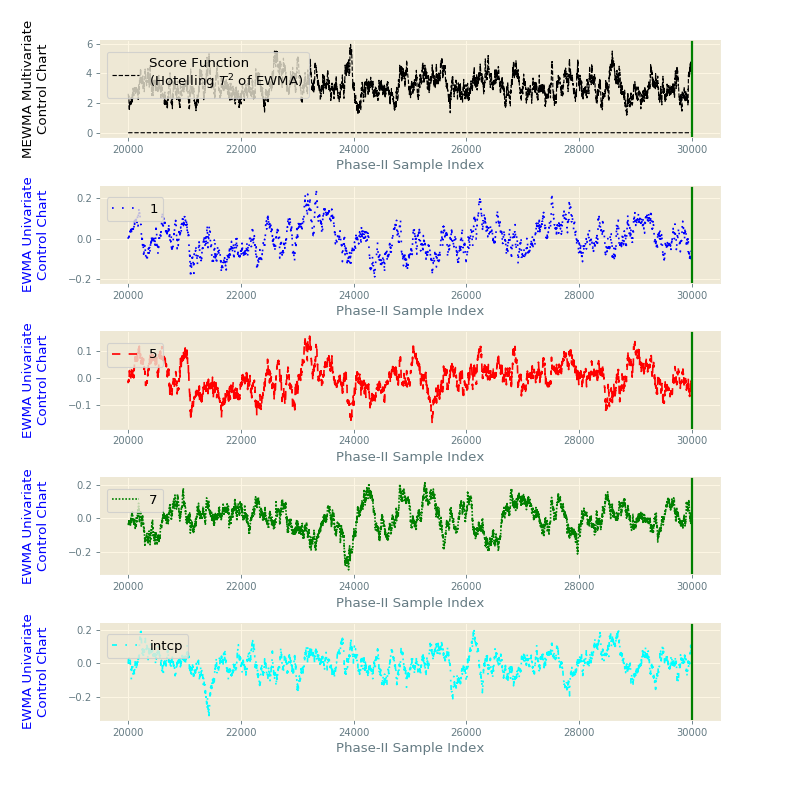 MEWMA Multivariate
Control Chart
6
4
2
0
Score Function
(Hotelling T² of EWMA)
20000 22000 24000 26000 28000 30000
Phase-II Sample Index
EWMA Univariate
Control Chart
0.2
0.0
−0.2
1
20000 22000 24000 26000 28000 30000
Phase-II Sample Index
EWMA Univariate
Control Chart
0.1
0.0
−0.1
5
20000 22000 24000 26000 28000 30000
Phase-II Sample Index
EWMA Univariate
Control Chart
0.2
0.0
−0.2
7
20000 22000 24000 26000 28000 30000
Phase-II Sample Index
EWMA Univariate
Control Chart
0.2
0.0
−0.2
intcp
20000 22000 24000 26000 28000 30000
Phase-II Sample Index